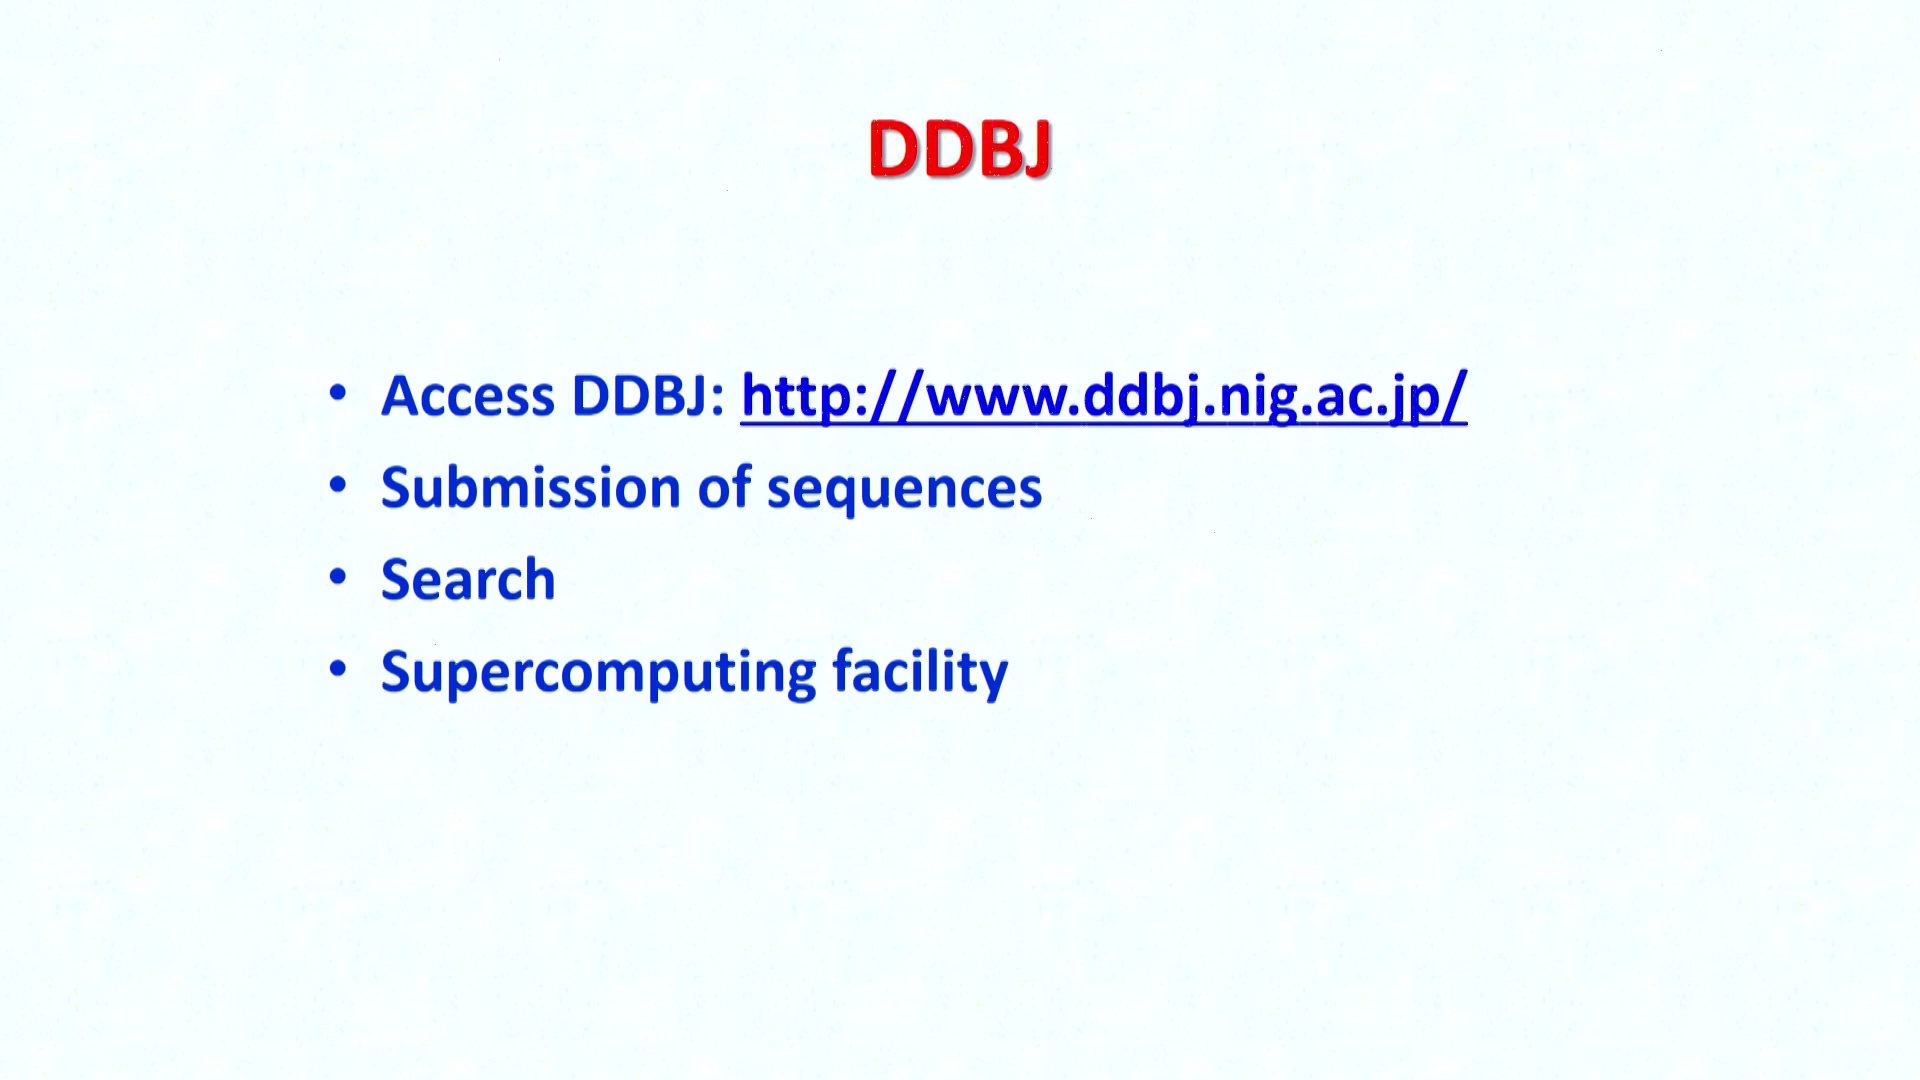 DDBJ
• Access DDBJ: http://www.ddbj.nig.ac.jp/
• Submission of sequences
• Search
• Supercomputing facility